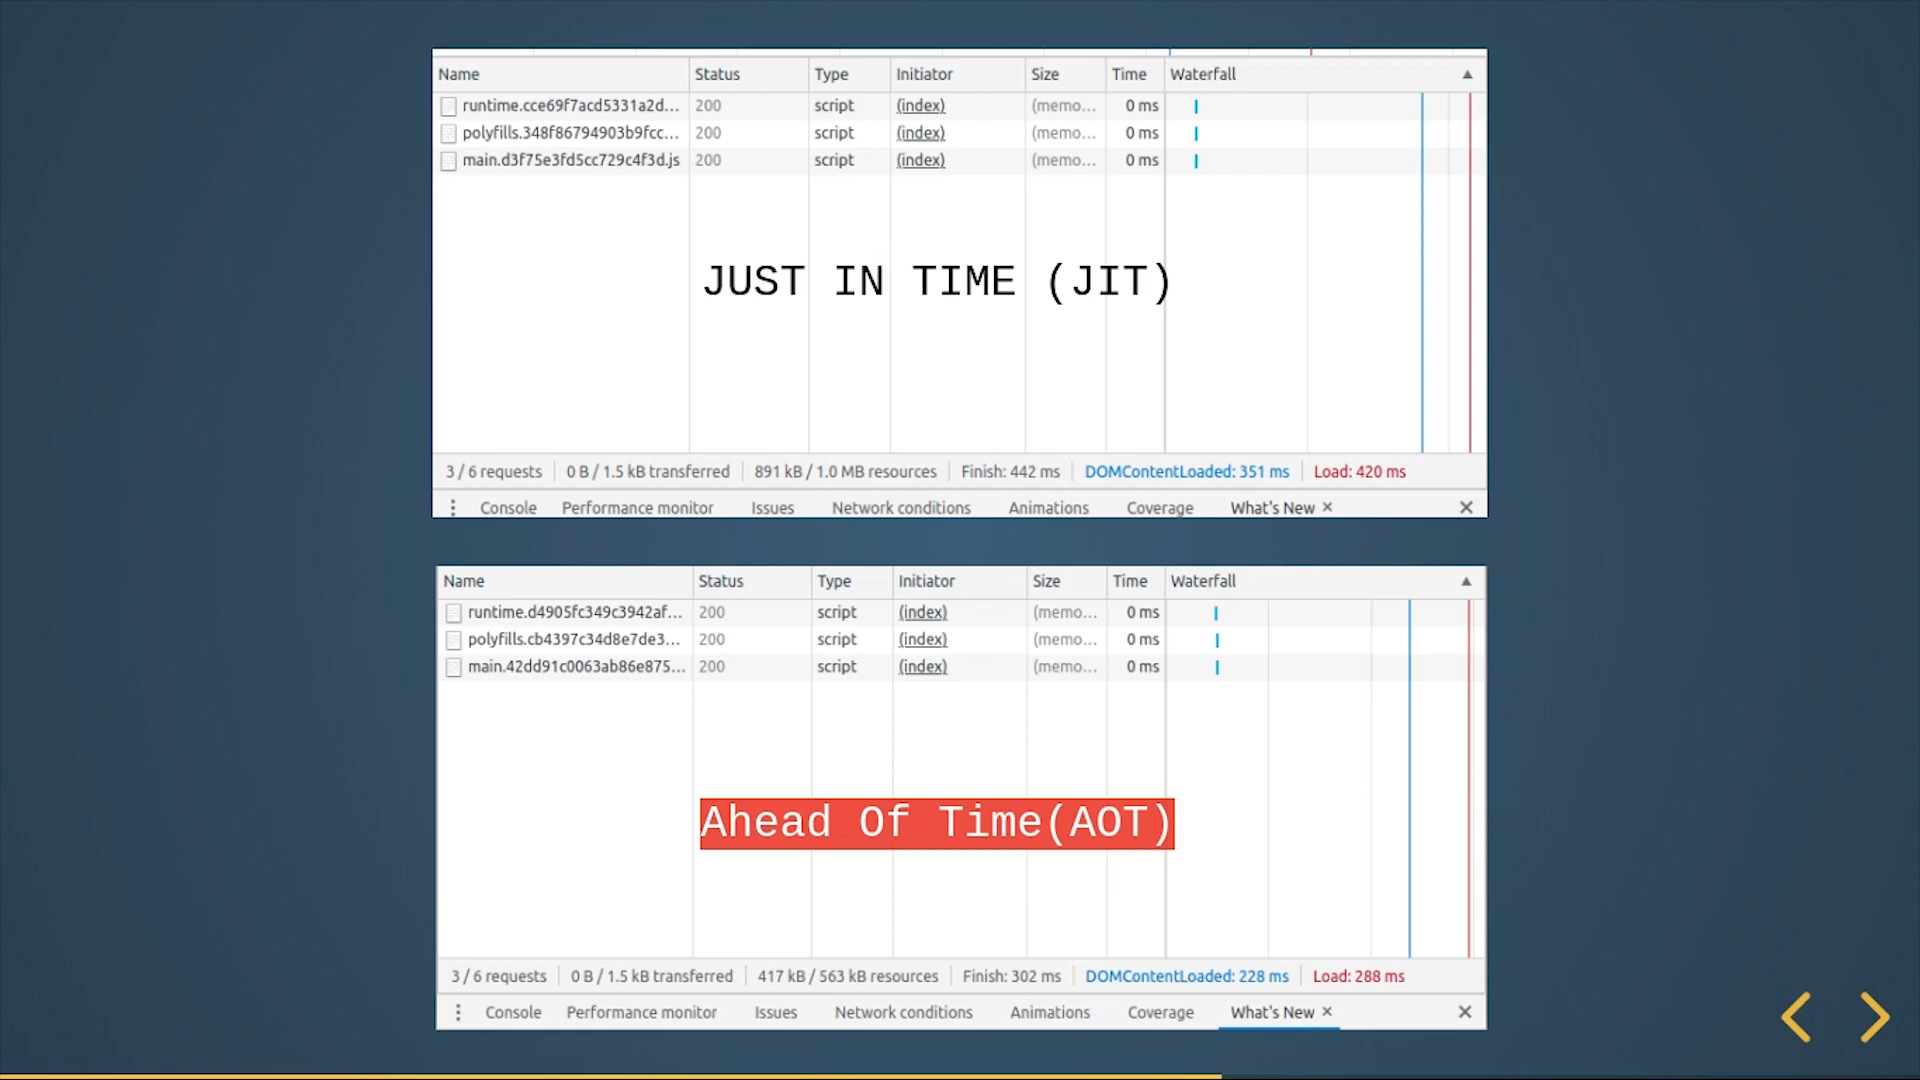 Name Status Type Initiator Size Time Waterfall ▲
runtime.cce69f7acd5331a2d... 200 script (index) (memo... 0 ms
polyfills.348f86794903b9fcc... 200 script (index) (memo... 0 ms
main.d3f75e3fd5cc729c4f3d.js 200 script (index) (memo... 0 ms
JUST IN TIME (JIT)
3 / 6 requests 0 B / 1.5 kB transferred 891 kB / 1.0 MB resources Finish: 442 ms DOMContentLoaded: 351 ms Load: 420 ms
Console Performance monitor Issues Network conditions Animations Coverage What's New × ×
Name Status Type Initiator Size Time Waterfall ▲
runtime.d4905fc349c3942af... 200 script (index) (memo... 0 ms
polyfills.cb4397c34d8e7de3... 200 script (index) (memo... 0 ms
main.42dd91c0063ab86e875... 200 script (index) (memo... 0 ms
Ahead Of Time(AOT)
3 / 6 requests 0 B / 1.5 kB transferred 417 kB / 563 kB resources Finish: 302 ms DOMContentLoaded: 228 ms Load: 288 ms
Console Performance monitor Issues Network conditions Animations Coverage What's New × ×